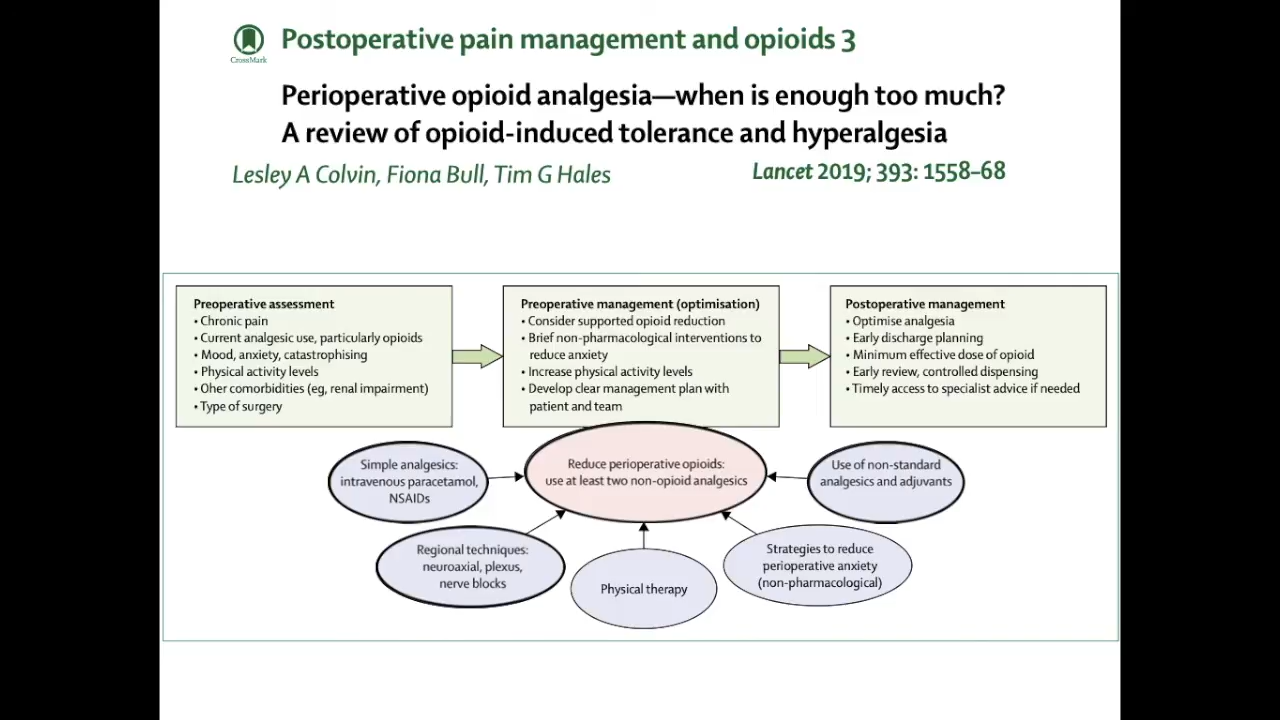 CrossMark
Postoperative pain management and opioids 3
Perioperative opioid analgesia—when is enough too much?
A review of opioid-induced tolerance and hyperalgesia
Lesley A Colvin, Fiona Bull, Tim G Hales
Lancet 2019; 393: 1558–68
Preoperative assessment
• Chronic pain
• Current analgesic use, particularly opioids
• Mood, anxiety, catastrophising
• Physical activity levels
• Oher comorbidities (eg, renal impairment)
• Type of surgery
Preoperative management (optimisation)
• Consider supported opioid reduction
• Brief non-pharmacological interventions to
reduce anxiety
• Increase physical activity levels
• Develop clear management plan with
patient and team
Postoperative management
• Optimise analgesia
• Early discharge planning
• Minimum effective dose of opioid
• Early review, controlled dispensing
• Timely access to specialist advice if needed
Simple analgesics:
intravenous paracetamol,
NSAIDs
Reduce perioperative opioids:
use at least two non-opioid analgesics
Use of non-standard
analgesics and adjuvants
Regional techniques:
neuroaxial, plexus,
nerve blocks
Physical therapy
Strategies to reduce
perioperative anxiety
(non-pharmacological)